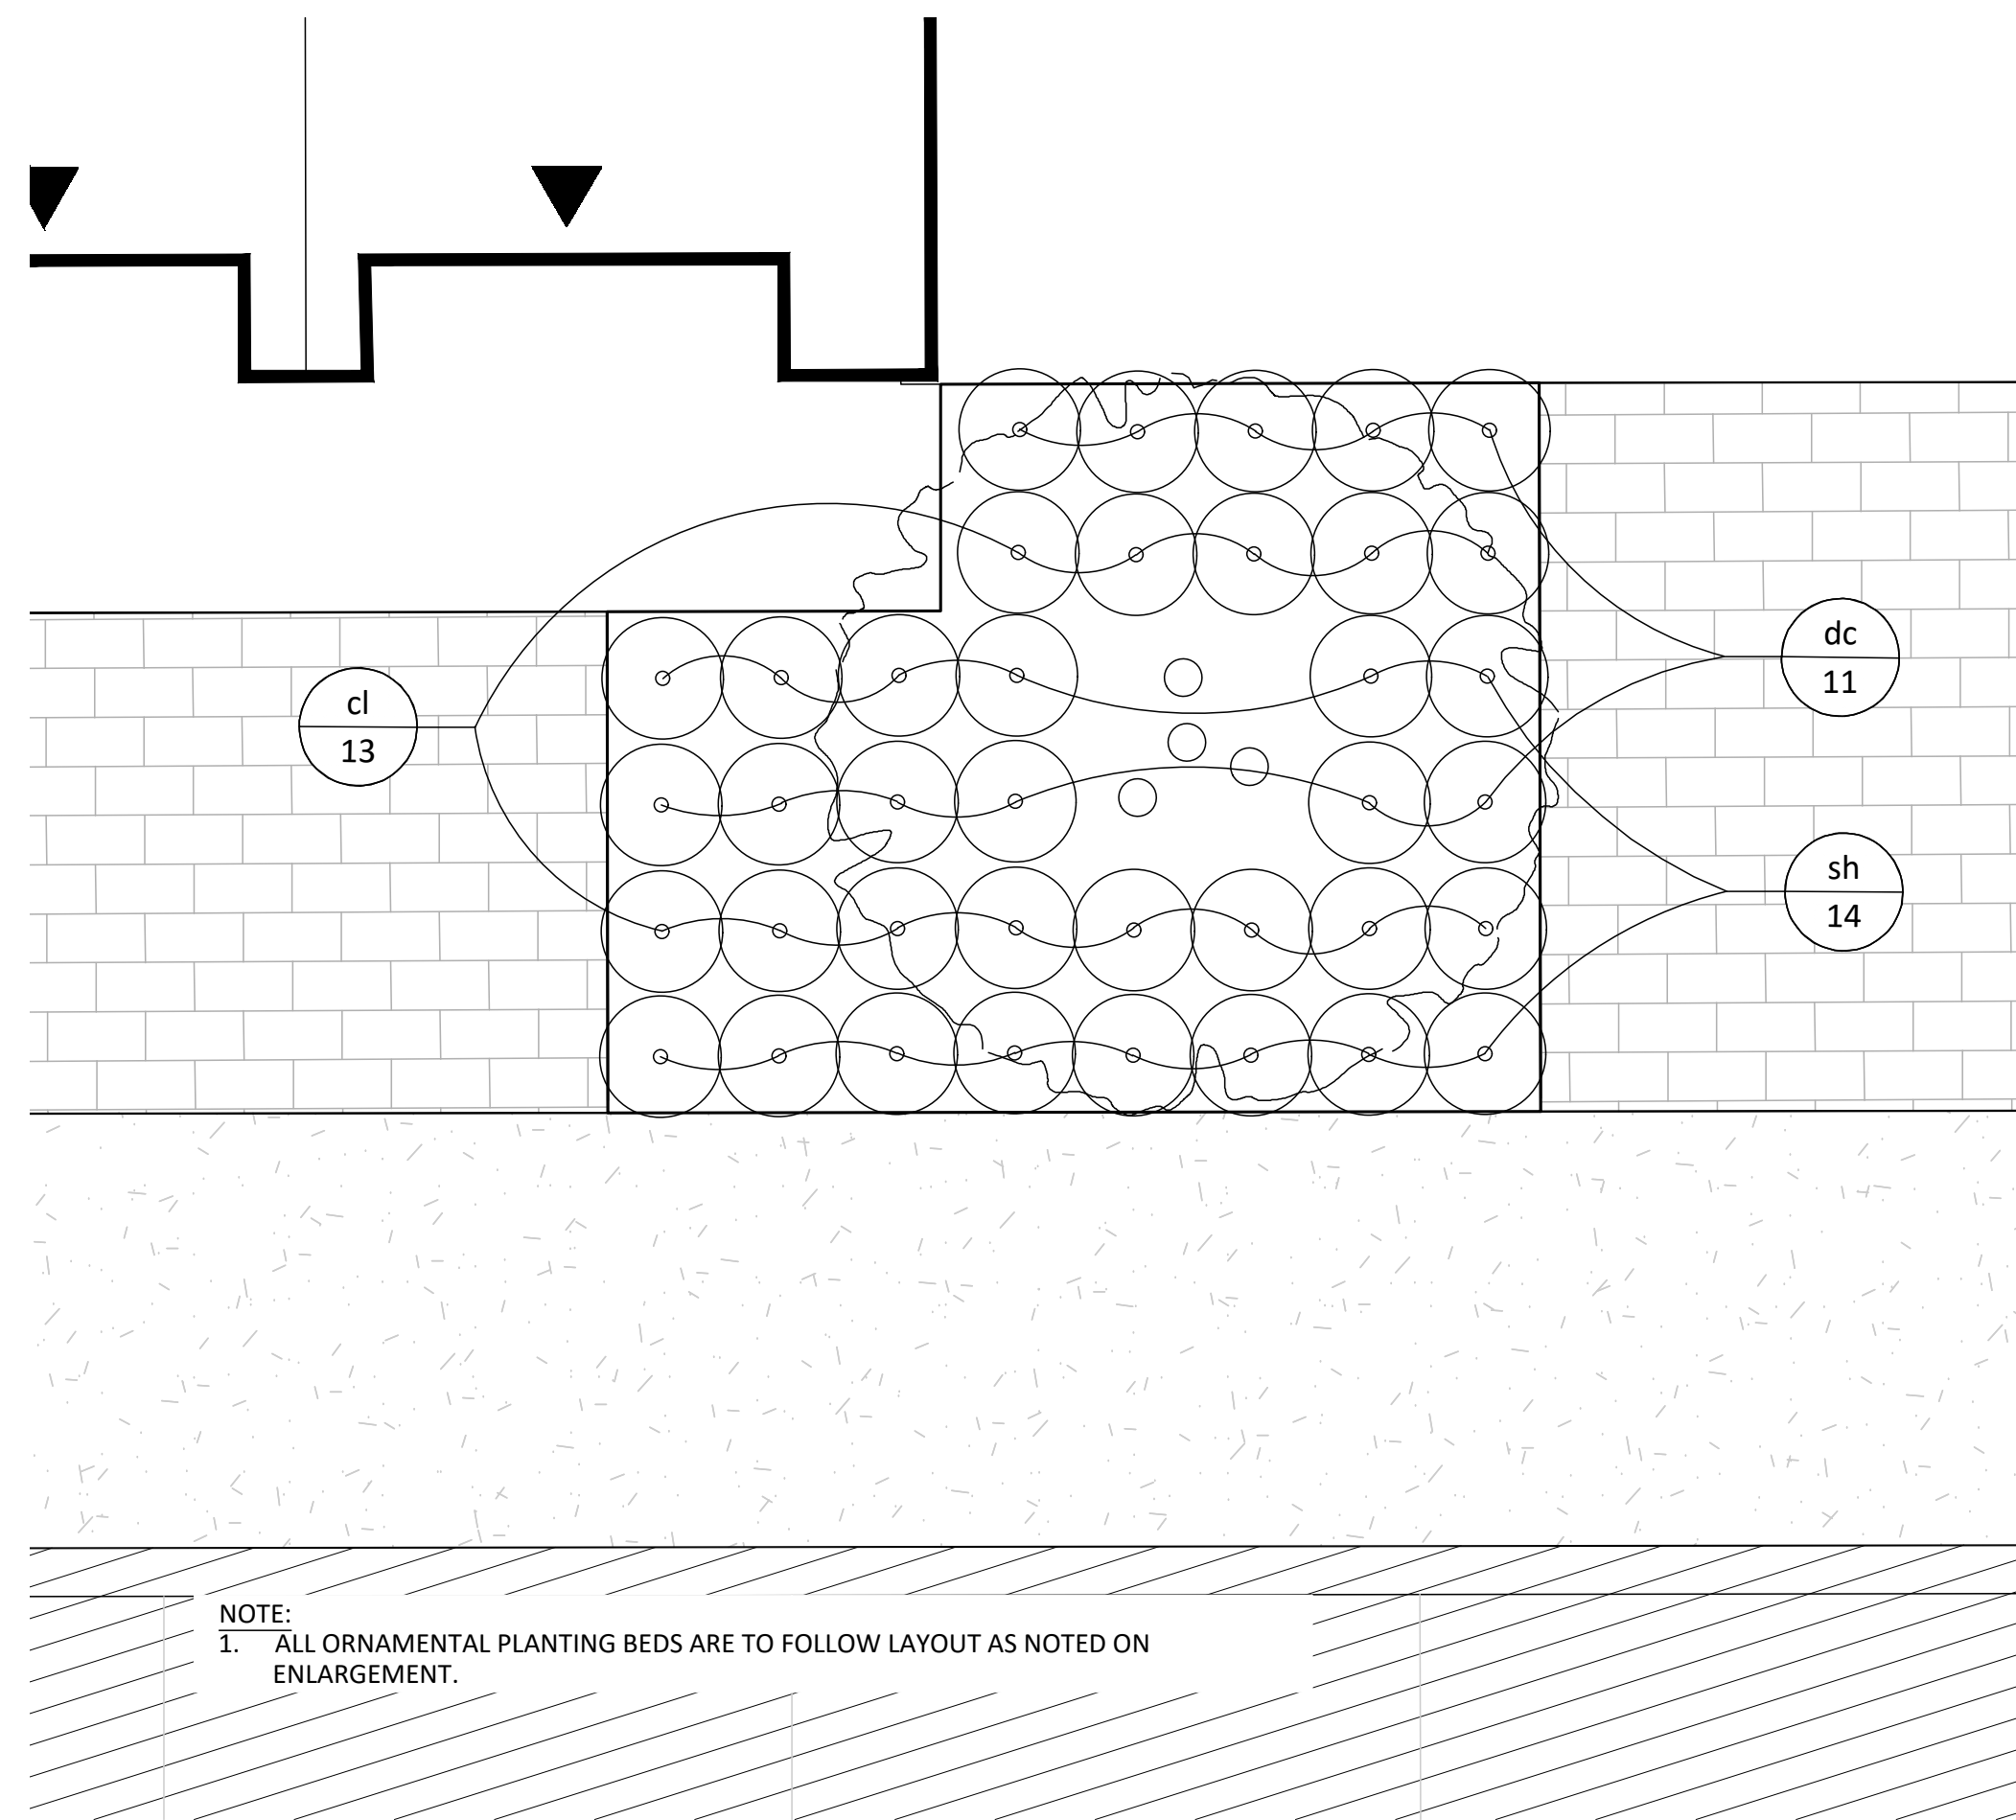 cl
13
dc
11
sh
14
NOTE:
1. ALL ORNAMENTAL PLANTING BEDS ARE TO FOLLOW LAYOUT AS NOTED ON
ENLARGEMENT.